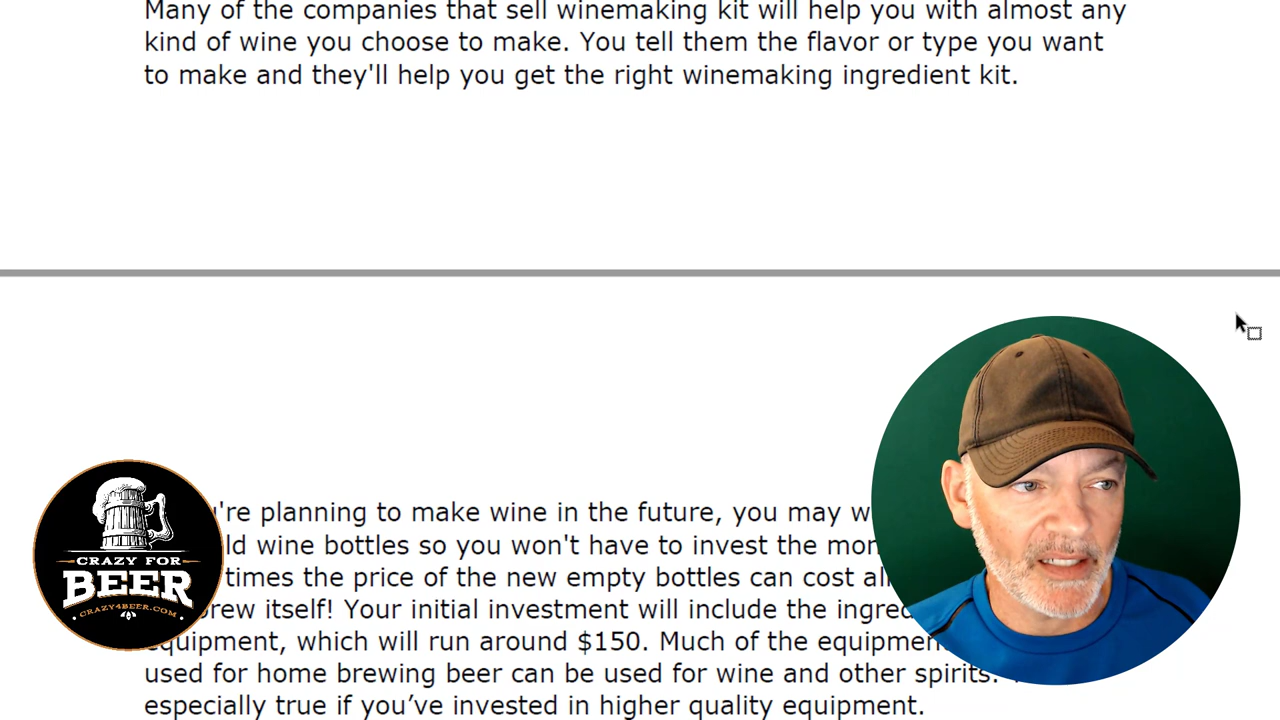 Many of the companies that sell winemaking kit will help you with almost any
kind of wine you choose to make. You tell them the flavor or type you want
to make and they'll help you get the right winemaking ingredient kit.
're planning to make wine in the future, you may
wine bottles so you won't have to invest the
times the price of the new empty bottles can cost
itself! Your initial investment will include the
equipment, which will run around $150. Much of the
used for home brewing beer can be used for wine and other spirits.
especially true if you’ve invested in higher quality equipment.
CRAZY FOR
BEER
CRAZY4BEER.COM